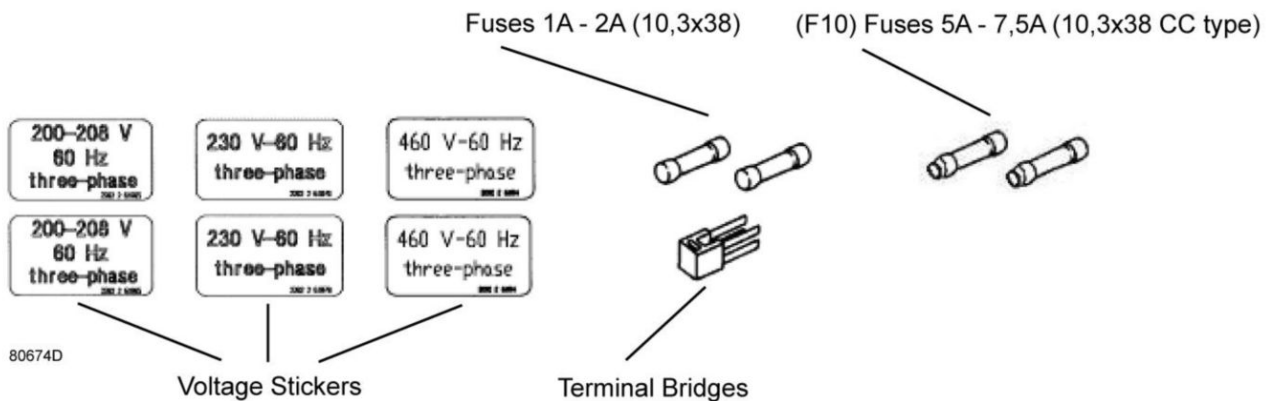 Fuses 1A - 2A (10,3x38)
(F10) Fuses 5A - 7,5A (10,3x38 CC type)
200-208 V
60 Hz
three-phase
230 V-60 Hz
three-phase
460 V-60 Hz
three-phase
200-208 V
60 Hz
three-phase
230 V-60 Hz
three-phase
460 V-60 Hz
three-phase
80674D
Voltage Stickers
Terminal Bridges